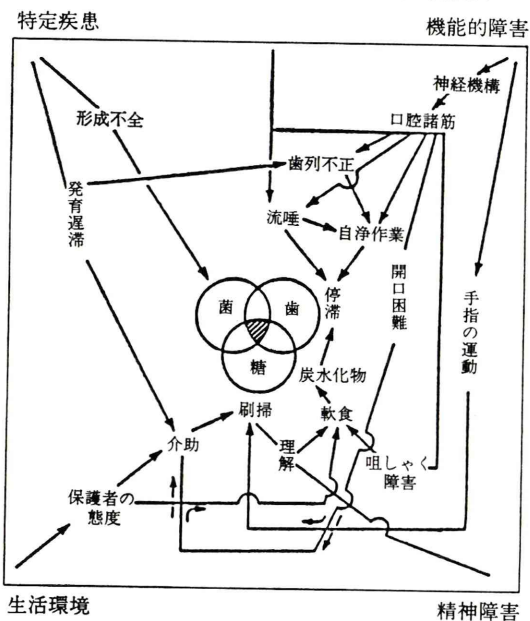 特定疾患
機能的障害
神経機構
口腔諸筋
形成不全
歯列不正
発育遅滞
流唾
自浄作業
開口困難
停滞
手指の運動
菌
歯
糖
炭水化物
刷掃
軟食
介助
理解
咀しゃく
障害
保護者の
態度
生活環境
精神障害